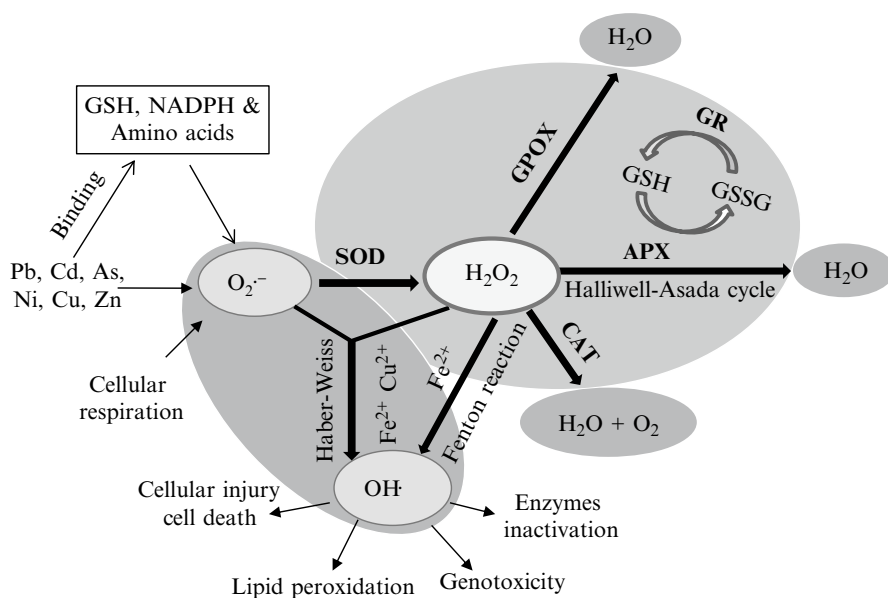 H₂O
GSH, NADPH &
Amino acids
GR
GPOX
GSH
GSSG
Binding
Pb, Cd, As,
Ni, Cu, Zn
O₂·⁻
SOD
H₂O₂
APX
Halliwell-Asada cycle
H₂O
Cellular
respiration
Haber-Weiss
Fe²⁺ Cu²⁺
Fe²⁺
Fenton reaction
CAT
H₂O + O₂
OH·
Cellular injury
cell death
Enzymes
inactivation
Lipid peroxidation
Genotoxicity